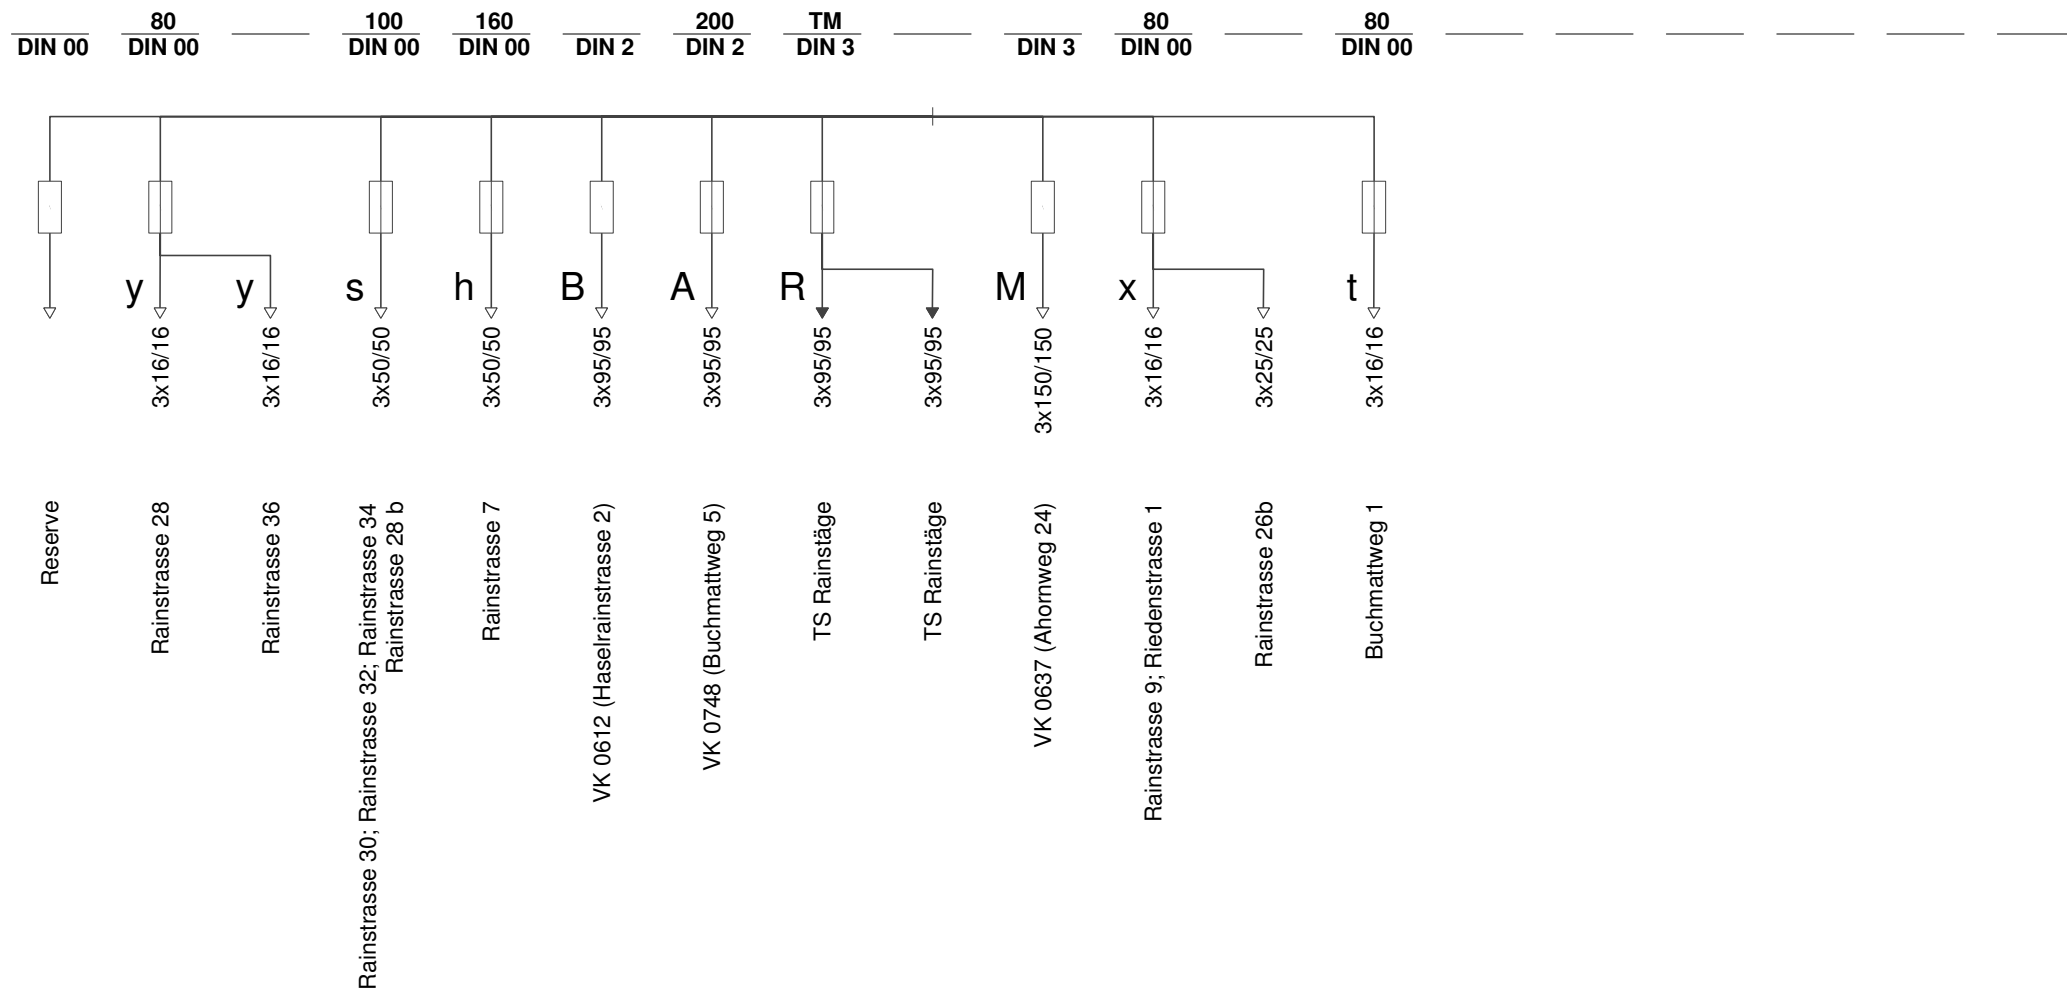 80 100 160 200 TM 80 80
DIN 00 DIN 00 DIN 00 DIN 00 DIN 2 DIN 2 DIN 3 DIN 3 DIN 00 DIN 00
y y s h B A R M x t
3x16/16
3x16/16
3x50/50
3x50/50
3x95/95
3x95/95
3x95/95
3x95/95
3x150/150
3x16/16
3x25/25
3x16/16
Reserve
Rainstrasse 28
Rainstrasse 36
Rainstrasse 30; Rainstrasse 32; Rainstrasse 34
Rainstrasse 28 b
Rainstrasse 7
VK 0612 (Haselrainstrasse 2)
VK 0748 (Buchmattweg 5)
TS Rainstäge
TS Rainstäge
VK 0637 (Ahornweg 24)
Rainstrasse 9; Riedenstrasse 1
Rainstrasse 26b
Buchmattweg 1